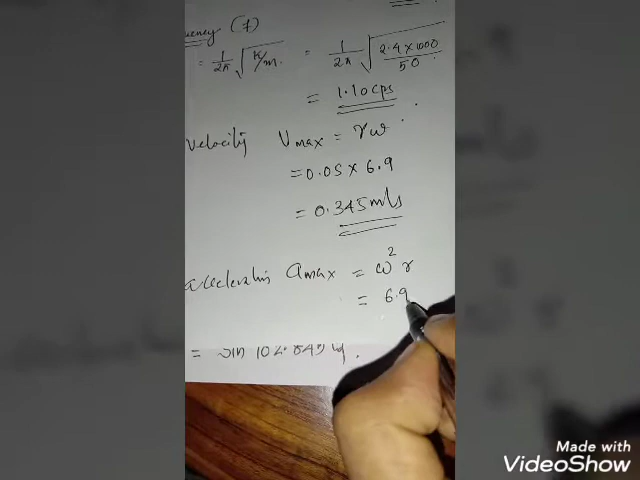 uency (f)
= 1/2π √K/m. = 1/2π √2.4×1000/50
= 1.10 cps
velocity Vmax = rω
= 0.05 × 6.9
= 0.345 m/s
acceleration amax = ω² r
= 6.9
Made with
VideoShow